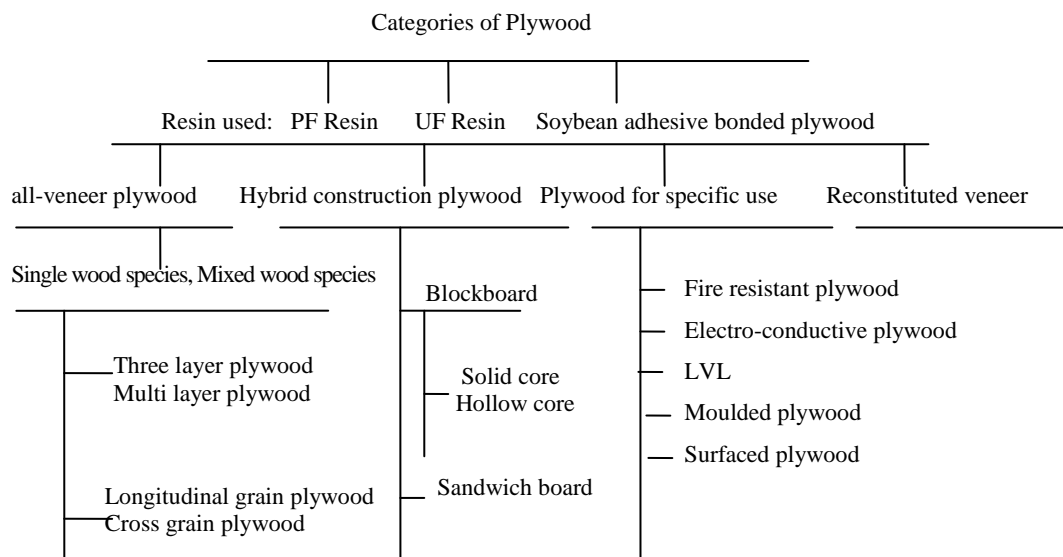 Categories of Plywood
Resin used: PF Resin UF Resin Soybean adhesive bonded plywood
all-veneer plywood Hybrid construction plywood Plywood for specific use Reconstituted veneer
Single wood species, Mixed wood species
Three layer plywood
Multi layer plywood
Longitudinal grain plywood
Cross grain plywood
Blockboard
Solid core
Hollow core
Sandwich board
Fire resistant plywood
Electro-conductive plywood
LVL
Moulded plywood
Surfaced plywood